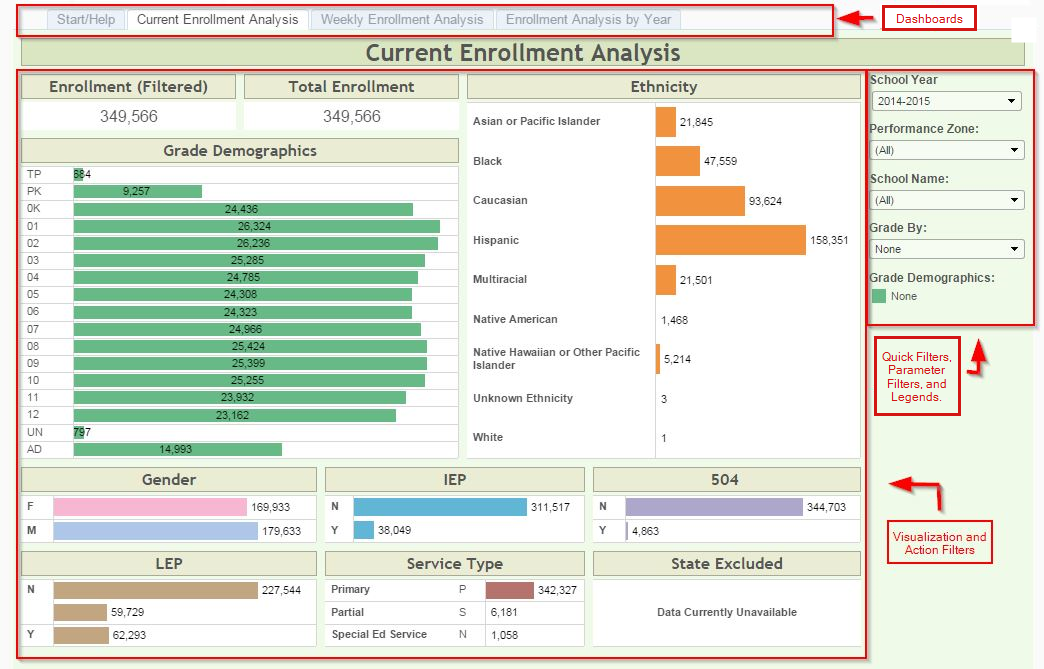 Start/Help Current Enrollment Analysis Weekly Enrollment Analysis Enrollment Analysis by Year
Dashboards
Current Enrollment Analysis
Enrollment (Filtered)
349,566
Total Enrollment
349,566
Grade Demographics
TP 684
PK 9,257
0K 24,436
01 26,324
02 26,236
03 25,285
04 24,785
05 24,308
06 24,323
07 24,966
08 25,424
09 25,399
10 25,255
11 23,932
12 23,162
UN 797
AD 14,993
Ethnicity
Asian or Pacific Islander 21,845
Black 47,559
Caucasian 93,624
Hispanic 158,351
Multiracial 21,501
Native American 1,468
Native Hawaiian or Other Pacific
Islander 5,214
Unknown Ethnicity 3
White 1
School Year
2014-2015
Performance Zone:
(All)
School Name:
(All)
Grade By:
None
Grade Demographics:
None
Quick Filters,
Parameter
Filters, and
Legends.
Gender
F 169,933
M 179,633
IEP
N 311,517
Y 38,049
504
N 344,703
Y 4,863
Visualization and
Action Filters
LEP
N 227,544
59,729
Y 62,293
Service Type
Primary P 342,327
Partial S 6,181
Special Ed Service N 1,058
State Excluded
Data Currently Unavailable